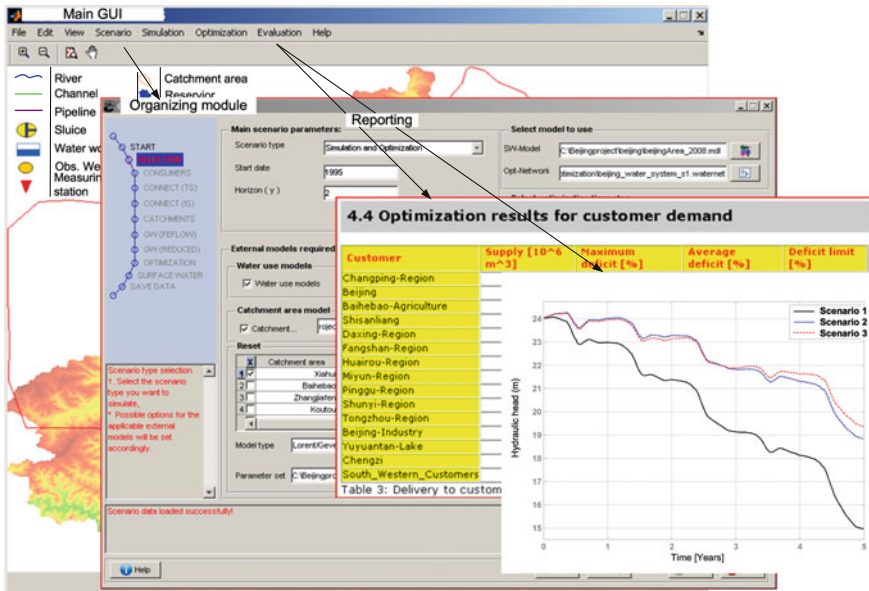 Main GUI
File Edit View Scenario Simulation Optimization Evaluation Help
River
Channel
Pipeline
Sluice
Water wo
Obs. We
Measuring
station
Catchment area
Reservior
Organizing module
Reporting
START
CONSUMERS
CONNECT (TS)
CONNECT (IS)
CATCHMENTS
GW (FEFLOW)
GW (REDUCED)
OPTIMIZATION
SURFACE WATER
SAVE DATA
Main scenario parameters:
Scenario type
Simulation and Optimization
Start date
1995
Horizon ( y )
2
Select model to use
SW-Model
C:\Beijingproject\beijing\beijingArea_2008.mdl
Opt-Network
timization\beijing_water_system_s1.waternet
External models required
Water use models
Water use models
Catchment area model
Catchment...
Reset
X Catchment area
1 Xiahui
2 Baihebao
3 Zhangjiafen
4 Koutou
Model type
Parameter set
Scenario type selection
1. Select the scenario
type you want to
simulate,
* Possible options for the
applicable external
models will be set
accordingly.
Scenario data loaded successfully!
Help
4.4 Optimization results for customer demand
Customer
Supply [10^6 m^3]
Maximum deficit [%]
Average deficit [%]
Deficit limit [%]
Changping-Region
Beijing
Baihebao-Agriculture
Shisanliang
Daxing-Region
Fangshan-Region
Huairou-Region
Miyun-Region
Pinggu-Region
Shunyi-Region
Tongzhou-Region
Beijing-Industry
Yuyuantan-Lake
Chengzi
South_Western_Customers
Table 3: Delivery to custom
Scenario 1
Scenario 2
Scenario 3
Hydraulic head (m)
24
23
22
21
20
19
18
17
16
15
0 1 2 3 4 5
Time [Years]